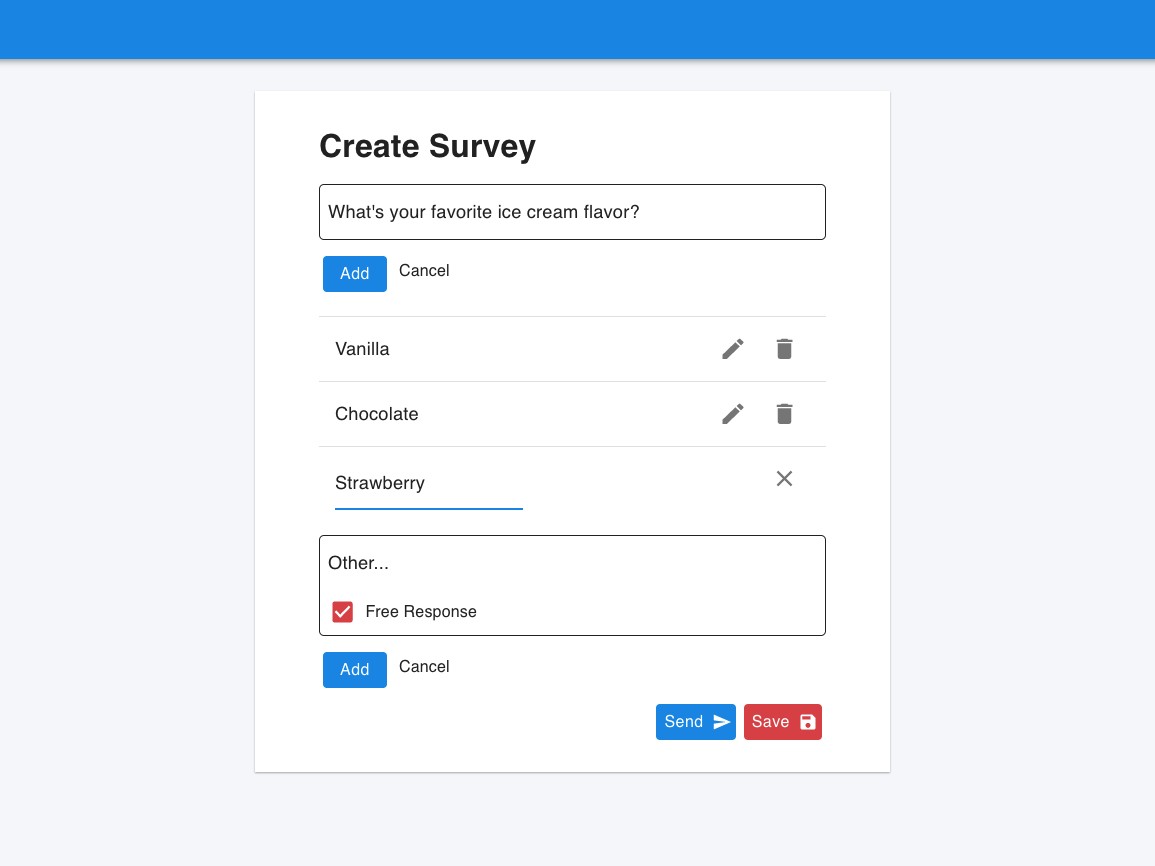 Create Survey
What's your favorite ice cream flavor?
Add Cancel
Vanilla
Chocolate
Strawberry
Other...
Free Response
Add Cancel
Send Save